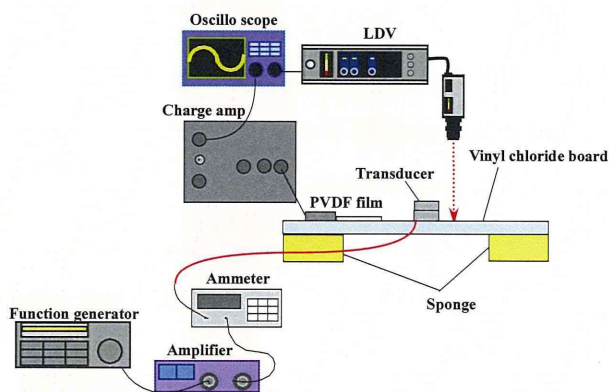 Oscillo scope
LDV
Charge amp
Vinyl chloride board
Transducer
PVDF film
Ammeter
Sponge
Function generator
Amplifier